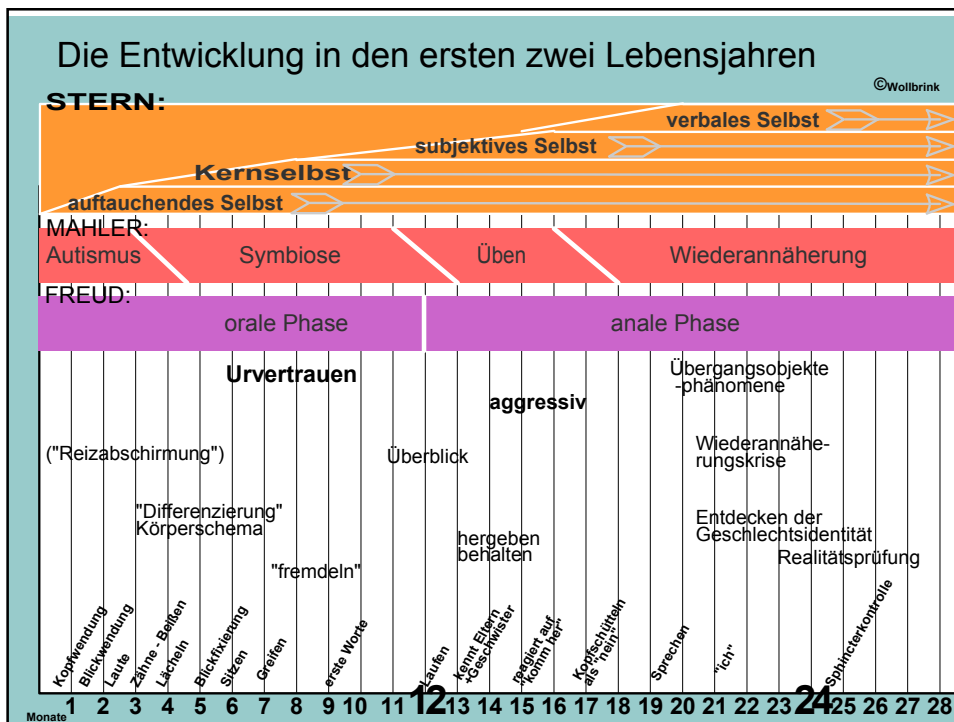 Die Entwicklung in den ersten zwei Lebensjahren
©Wollbrink
STERN:
verbales Selbst
subjektives Selbst
Kernselbst
auftauchendes Selbst
MAHLER:
Autismus Symbiose Üben Wiederannäherung
FREUD:
orale Phase anale Phase
Urvertrauen
Übergangsobjekte
-phänomene
aggressiv
("Reizabschirmung")
Überblick
Wiederannähe-
rungskrise
"Differenzierung"
Körperschema
hergeben
behalten
Entdecken der
Geschlechtsidentität
Realitätsprüfung
"fremdeln"
Kopfwendung
Blickwendung
Laute
Zähne - Beißen
Lächeln
Blickfixierung
Sitzen
Greifen
erste Worte
Laufen
kennt Eltern
+Geschwister
reagiert auf
"komm her"
Kopfschütteln
als "nein"
Sprechen
"ich"
Sphincterkontrolle
Monate 1 2 3 4 5 6 7 8 9 10 11 12 13 14 15 16 17 18 19 20 21 22 23 24 25 26 27 28